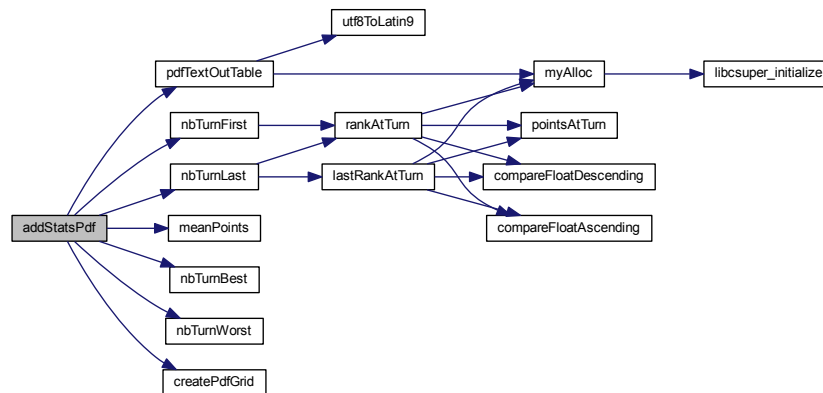 utf8ToLatin9
pdfTextOutTable
myAlloc
libcsuper_initialize
nbTurnFirst
rankAtTurn
pointsAtTurn
nbTurnLast
lastRankAtTurn
compareFloatDescending
addStatsPdf
meanPoints
compareFloatAscending
nbTurnBest
nbTurnWorst
createPdfGrid